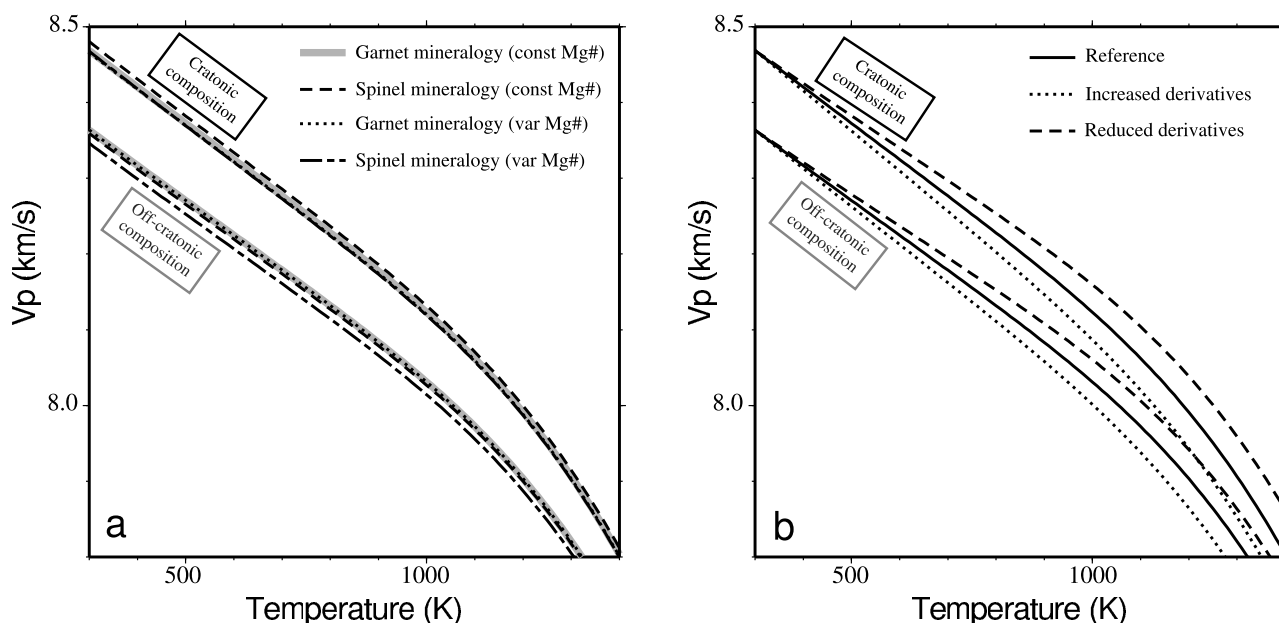 8.5
Vp (km/s)
8.0
Cratonic
composition
Off-cratonic
composition
Garnet mineralogy (const Mg#)
Spinel mineralogy (const Mg#)
Garnet mineralogy (var Mg#)
Spinel mineralogy (var Mg#)
a
500
1000
Temperature (K)
8.5
Vp (km/s)
8.0
Cratonic
composition
Off-cratonic
composition
Reference
Increased derivatives
Reduced derivatives
b
500
1000
Temperature (K)